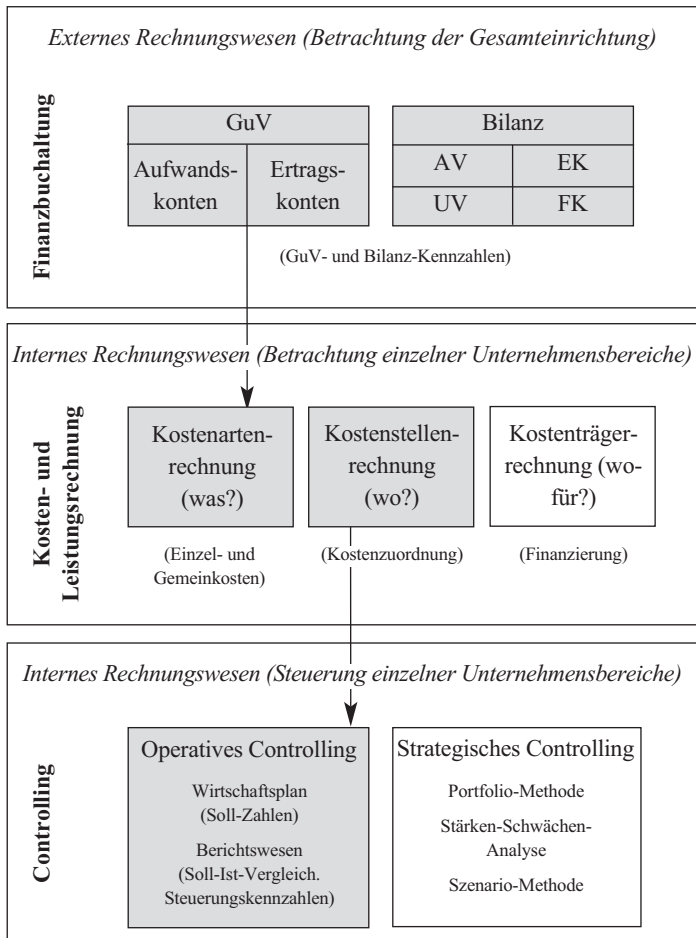 Externes Rechnungswesen (Betrachtung der Gesamteinrichtung)
Finanzbuchaltung
GuV
Aufwands-
konten
Ertrags-
konten
Bilanz
AV
EK
UV
FK
(GuV- und Bilanz-Kennzahlen)
Internes Rechnungswesen (Betrachtung einzelner Unternehmensbereiche)
Kosten- und
Leistungsrechnung
Kostenarten-
rechnung
(was?)
Kostenstellen-
rechnung
(wo?)
Kostenträger-
rechnung (wo-
für?)
(Einzel- und
Gemeinkosten)
(Kostenzuordnung)
(Finanzierung)
Internes Rechnungswesen (Steuerung einzelner Unternehmensbereiche)
Controlling
Operatives Controlling
Wirtschaftsplan
(Soll-Zahlen)
Berichtswesen
(Soll-Ist-Vergleich.
Steuerungskennzahlen)
Strategisches Controlling
Portfolio-Methode
Stärken-Schwächen-
Analyse
Szenario-Methode